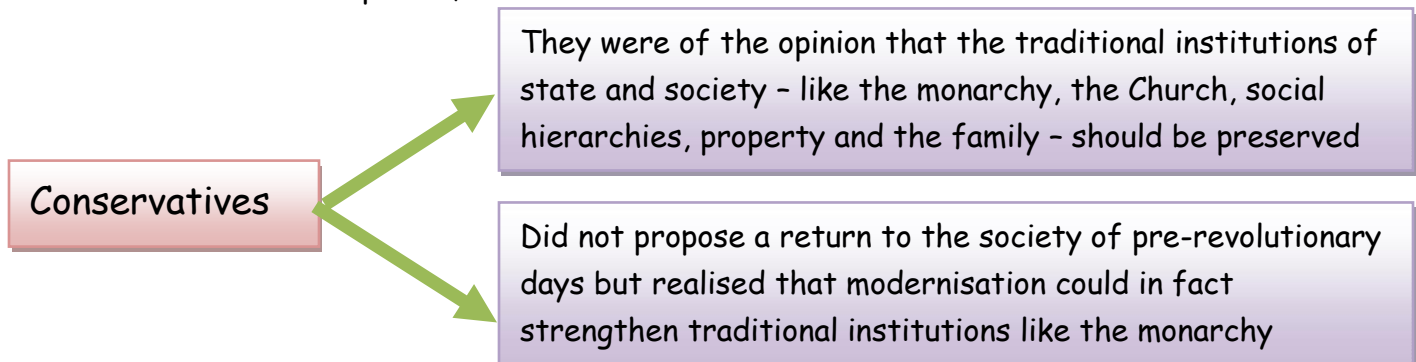 They were of the opinion that the traditional institutions of
state and society – like the monarchy, the Church, social
hierarchies, property and the family – should be preserved
Conservatives
Did not propose a return to the society of pre-revolutionary
days but realised that modernisation could in fact
strengthen traditional institutions like the monarchy